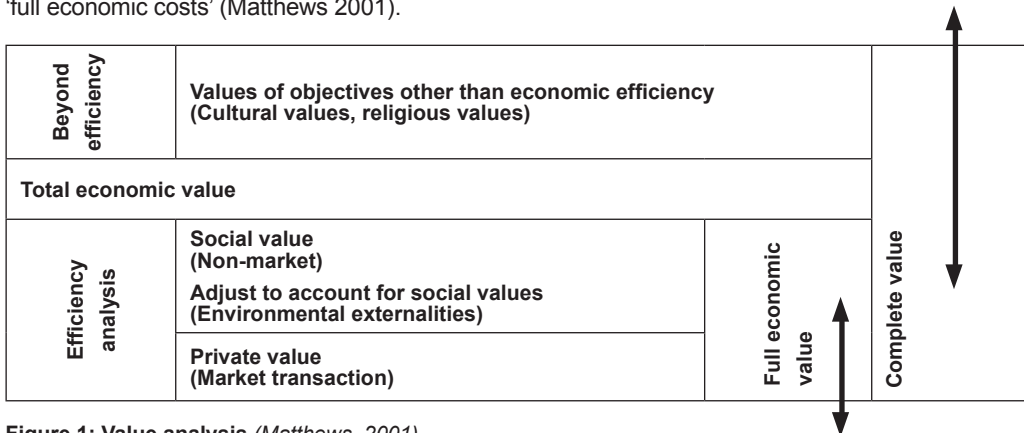 'full economic costs' (Matthews 2001).
Beyond
efficiency
Values of objectives other than economic efficiency
(Cultural values, religious values)
Total economic value
Efficiency
analysis
Social value
(Non-market)
Adjust to account for social values
(Environmental externalities)
Private value
(Market transaction)
Full economic
value
Complete value
Figure 1: Value analysis (Matthews, 2001)